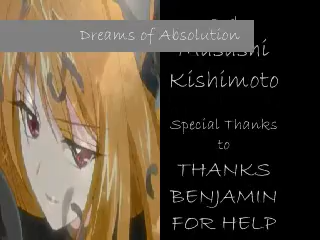 Dreams of Absolution
Masashi
Kishimoto
Special Thanks
to
THANKS
BENJAMIN
FOR HELP